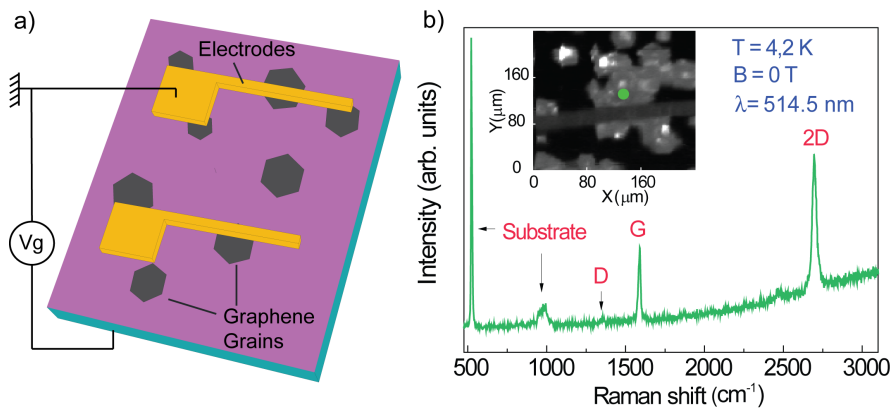 a)
Electrodes
Vg
Graphene
Grains
b)
Intensity (arb. units)
Y(μm)
160
80
0
0
80
160
X(μm)
T = 4,2 K
B = 0 T
λ = 514.5 nm
2D
G
Substrate
D
500
1000
1500
2000
2500
3000
Raman shift (cm⁻¹)